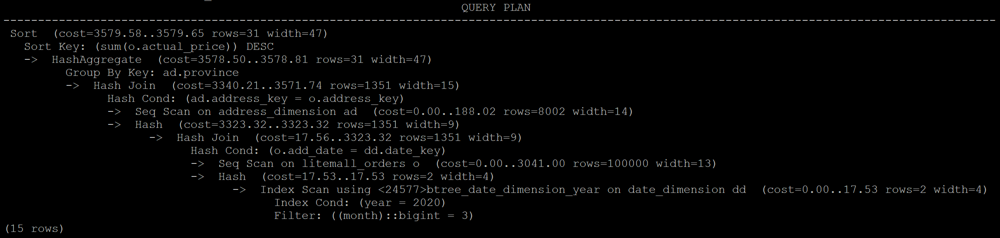 QUERY PLAN
-----------------------------------------------------------------------------------------------------------------------------------------------
Sort  (cost=3579.58..3579.65 rows=31 width=47)
  Sort Key: (sum(o.actual_price)) DESC
  ->  HashAggregate  (cost=3578.50..3578.81 rows=31 width=47)
        Group By Key: ad.province
        ->  Hash Join  (cost=3340.21..3571.74 rows=1351 width=15)
              Hash Cond: (ad.address_key = o.address_key)
              ->  Seq Scan on address_dimension ad  (cost=0.00..188.02 rows=8002 width=14)
              ->  Hash  (cost=3323.32..3323.32 rows=1351 width=9)
                    ->  Hash Join  (cost=17.56..3323.32 rows=1351 width=9)
                          Hash Cond: (o.add_date = dd.date_key)
                          ->  Seq Scan on litemall_orders o  (cost=0.00..3041.00 rows=100000 width=13)
                          ->  Hash  (cost=17.53..17.53 rows=2 width=4)
                                ->  Index Scan using <24577>btree_date_dimension_year on date_dimension dd  (cost=0.00..17.53 rows=2 width=4)
                                      Index Cond: (year = 2020)
                                      Filter: ((month)::bigint = 3)
(15 rows)